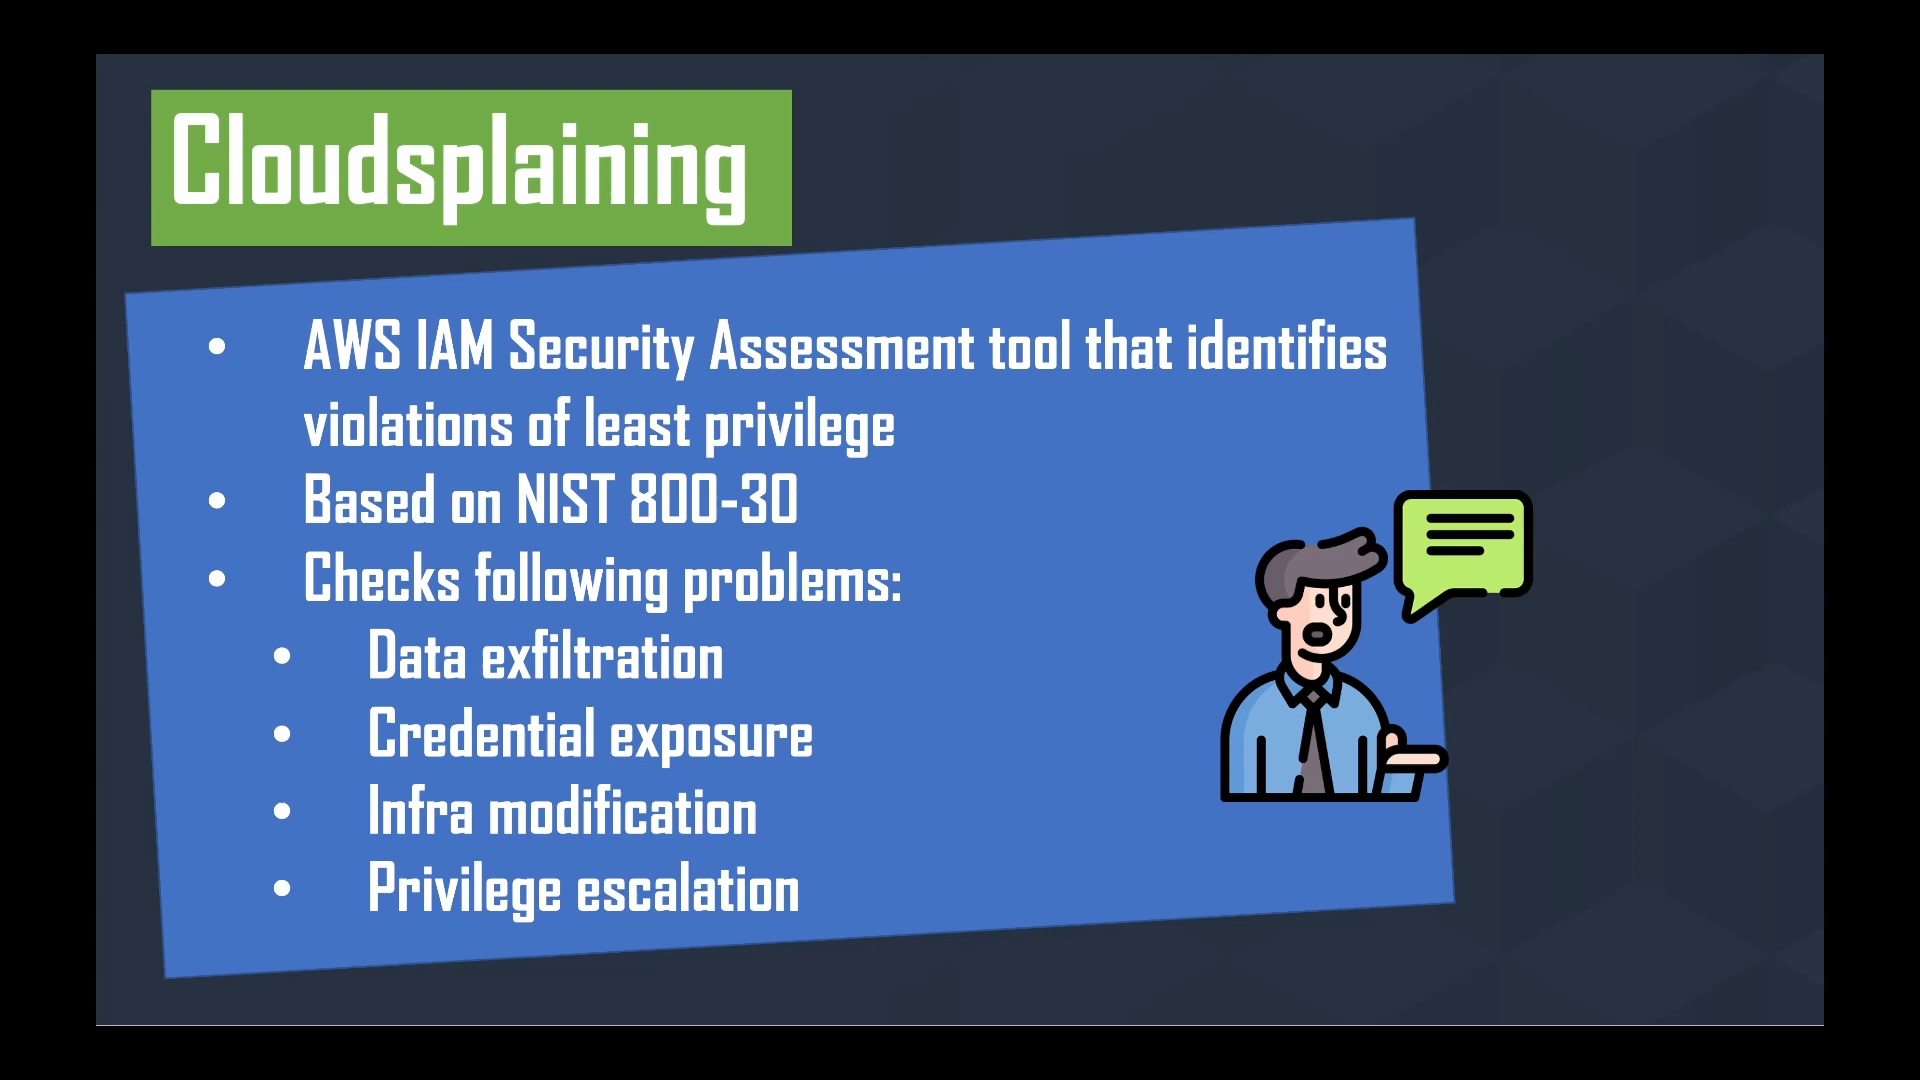 Cloudsplaining
• AWS IAM Security Assessment tool that identifies
violations of least privilege
• Based on NIST 800-30
• Checks following problems:
• Data exfiltration
• Credential exposure
• Infra modification
• Privilege escalation